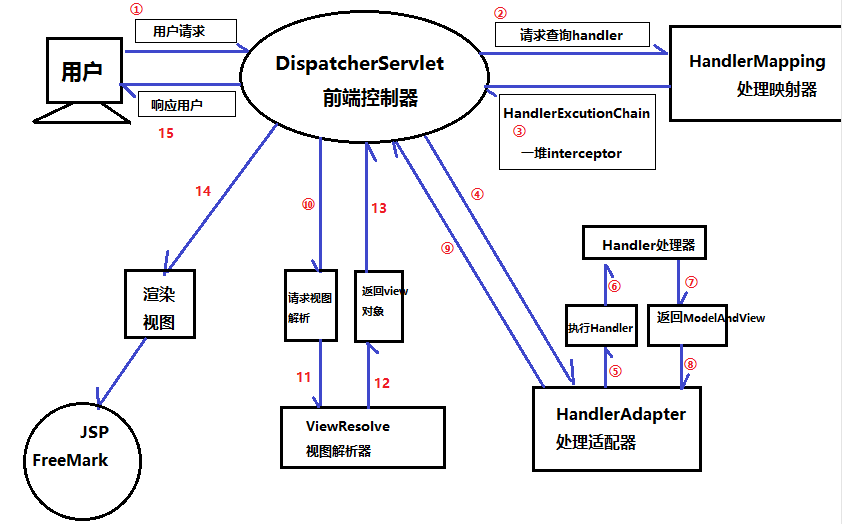 ①
用户请求
用户
响应用户
15
DispatcherServlet
前端控制器
②
请求查询handler
HandlerMapping
处理映射器
HandlerExcutionChain
③
一堆interceptor
14
⑩
13
④
⑨
Handler处理器
⑥
⑦
渲染
视图
请求视图
解析
返回view
对象
执行Handler
返回ModelAndView
11
12
⑤
⑧
JSP
FreeMark
ViewResolve
视图解析器
HandlerAdapter
处理适配器